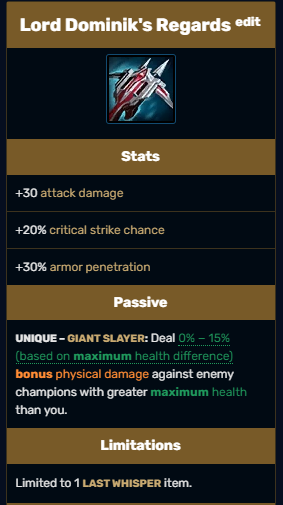 Lord Dominik's Regards edit
Stats
+30 attack damage
+20% critical strike chance
+30% armor penetration
Passive
UNIQUE – GIANT SLAYER: Deal 0% – 15%
(based on maximum health difference)
bonus physical damage against enemy
champions with greater maximum health
than you.
Limitations
Limited to 1 LAST WHISPER item.